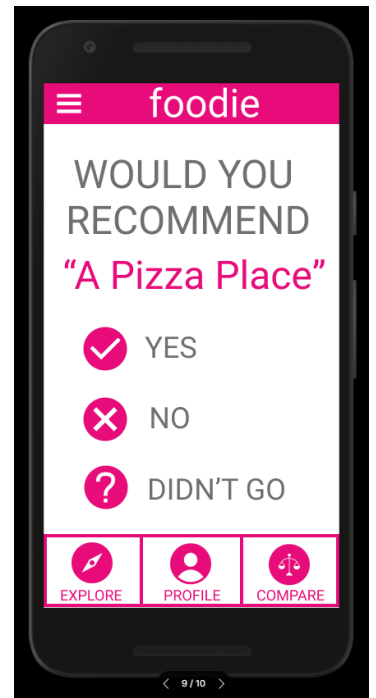 foodie
WOULD YOU
RECOMMEND
“A Pizza Place”
YES
NO
?
DIDN’T GO
EXPLORE
PROFILE
COMPARE
9 / 10